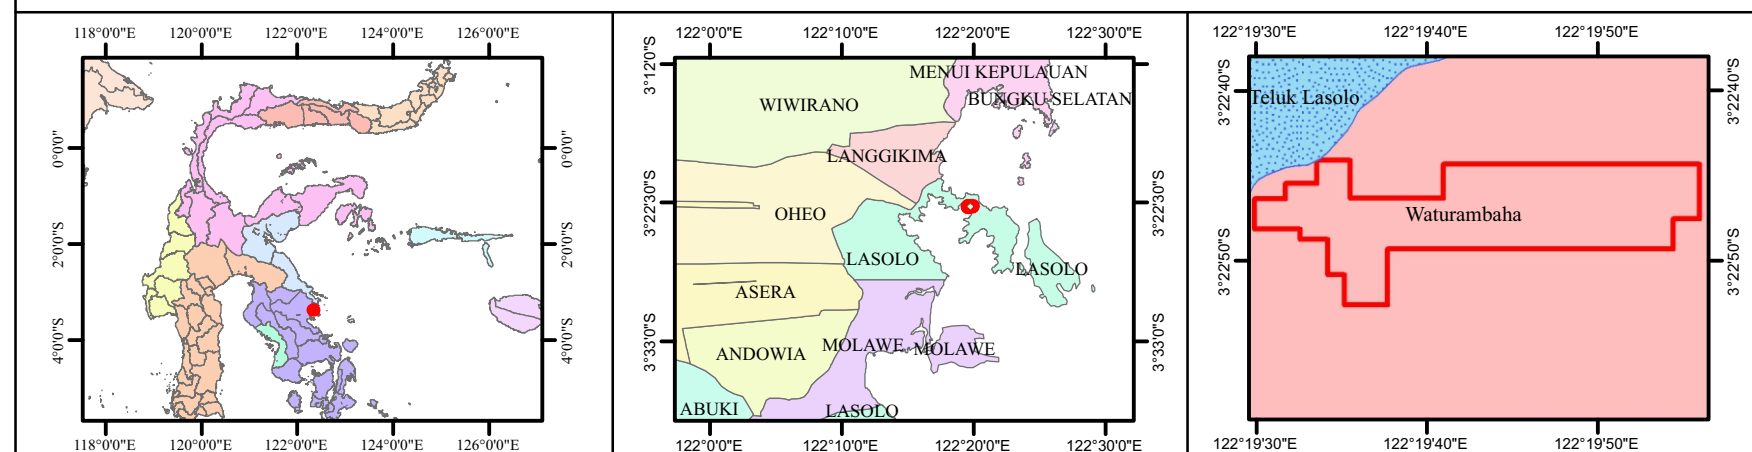 118°0'0"E 120°0'0"E 122°0'0"E 124°0'0"E 126°0'0"E
0°0'0" 0°0'0"
2°0'0"S 2°0'0"S
4°0'0"S 4°0'0"S
118°0'0"E 120°0'0"E 122°0'0"E 124°0'0"E 126°0'0"E
122°0'0"E 122°10'0"E 122°20'0"E 122°30'0"E
3°12'0"S 3°12'0"S
MENUI KEPULAUAN
WIWIRANO BUNGKU SELATAN
LANGGIKIMA
3°22'30"S 3°22'30"S
OHEO
LASOLO LASOLO
ASERA
3°33'0"S 3°33'0"S
ANDOWIA MOLAWE MOLAWE
ABUKI LASOLO
122°0'0"E 122°10'0"E 122°20'0"E 122°30'0"E
122°19'30"E 122°19'40"E 122°19'50"E
3°22'40"S 3°22'40"S
Teluk Lasolo
Waturambaha
3°22'50"S 3°22'50"S
122°19'30"E 122°19'40"E 122°19'50"E